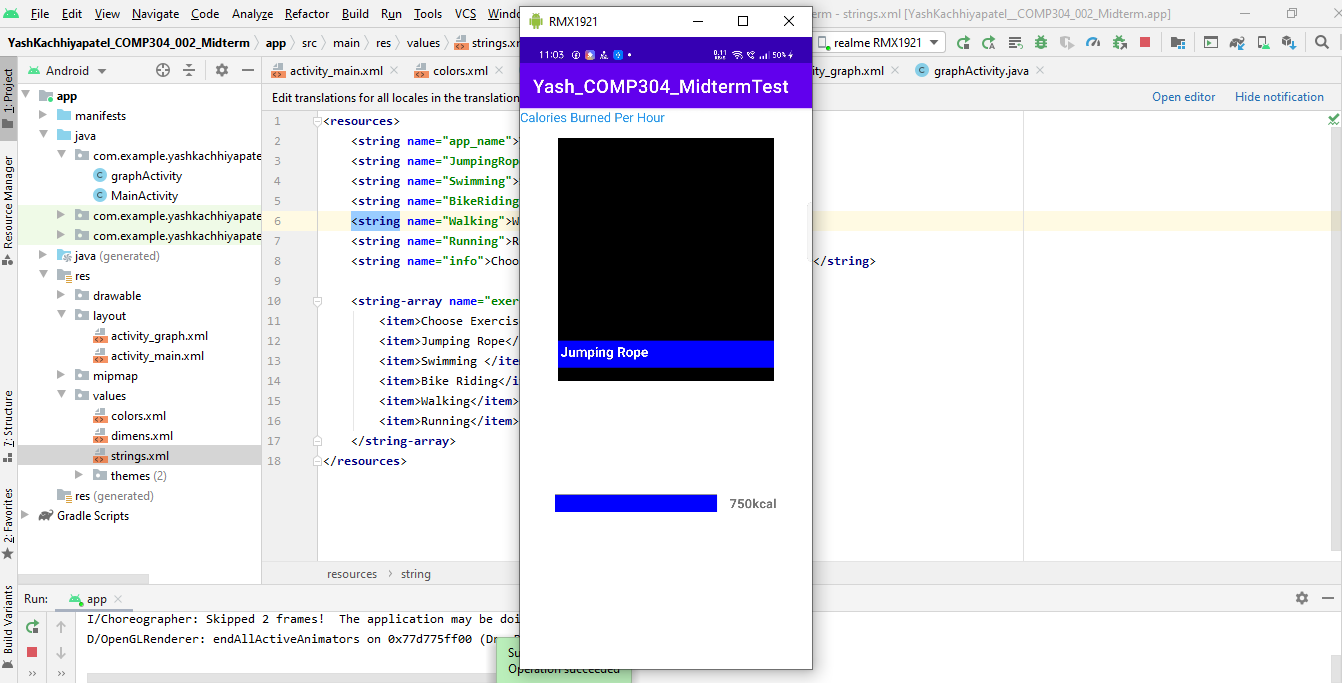 File Edit View Navigate Code Analyze Refactor Build Run Tools VCS
RMX1921
strings.xml [YashKachhiyapatel__COMP304_002_Midterm.app]
YashKachhiyapatel_COMP304_002_Midterm app src main res values
realme RMX1921
Android
activity_main.xml
colors.xml
graphActivity.java
11:03
50%
Yash_COMP304_MidtermTest
Edit translations for all locales in the translation
Open editor Hide notification
1: Project
Resource Manager
7: Structure
2: Favorites
Build Variants
app
manifests
java
com.example.yashkachhiyapate
graphActivity
MainActivity
com.example.yashkachhiyapate
com.example.yashkachhiyapate
java (generated)
res
drawable
layout
activity_graph.xml
activity_main.xml
mipmap
values
colors.xml
dimens.xml
strings.xml
themes (2)
res (generated)
Gradle Scripts
1 <resources>
2 <string name="app_name">
3 <string name="JumpingRop
4 <string name="Swimming">
5 <string name="BikeRiding
6 <string name="Walking">W
7 <string name="Running">R
8 <string name="info">Choo </string>
9
10 <string-array name="exer
11 <item>Choose Exercis
12 <item>Jumping Rope</
13 <item>Swimming </ite
14 <item>Bike Riding</i
15 <item>Walking</item>
16 <item>Running</item>
17 </string-array>
18 </resources>
resources string
Calories Burned Per Hour
Jumping Rope
750kcal
Run: app
I/Choreographer: Skipped 2 frames! The application may be doi
D/OpenGLRenderer: endAllActiveAnimators on 0x77d775ff00
Operation succeeded